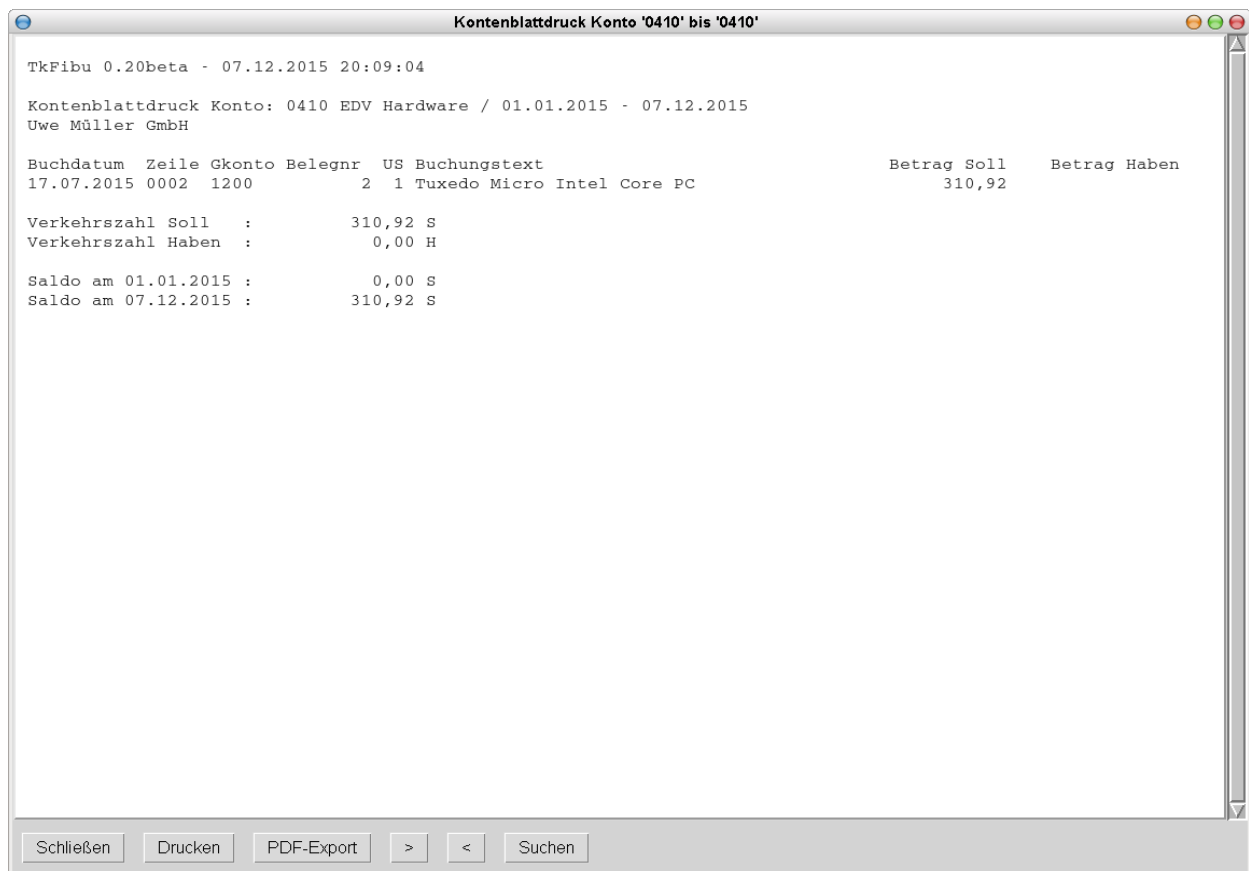 Kontenblattdruck Konto '0410' bis '0410'
TkFibu 0.20beta - 07.12.2015 20:09:04
Kontenblattdruck Konto: 0410 EDV Hardware / 01.01.2015 - 07.12.2015
Uwe Müller GmbH
Buchdatum Zeile Gkonto Belegnr US Buchungstext Betrag Soll Betrag Haben
17.07.2015 0002 1200 2 1 Tuxedo Micro Intel Core PC 310,92
Verkehrszahl Soll : 310,92 S
Verkehrszahl Haben : 0,00 H
Saldo am 01.01.2015 : 0,00 S
Saldo am 07.12.2015 : 310,92 S
Schließen Drucken PDF-Export > < Suchen